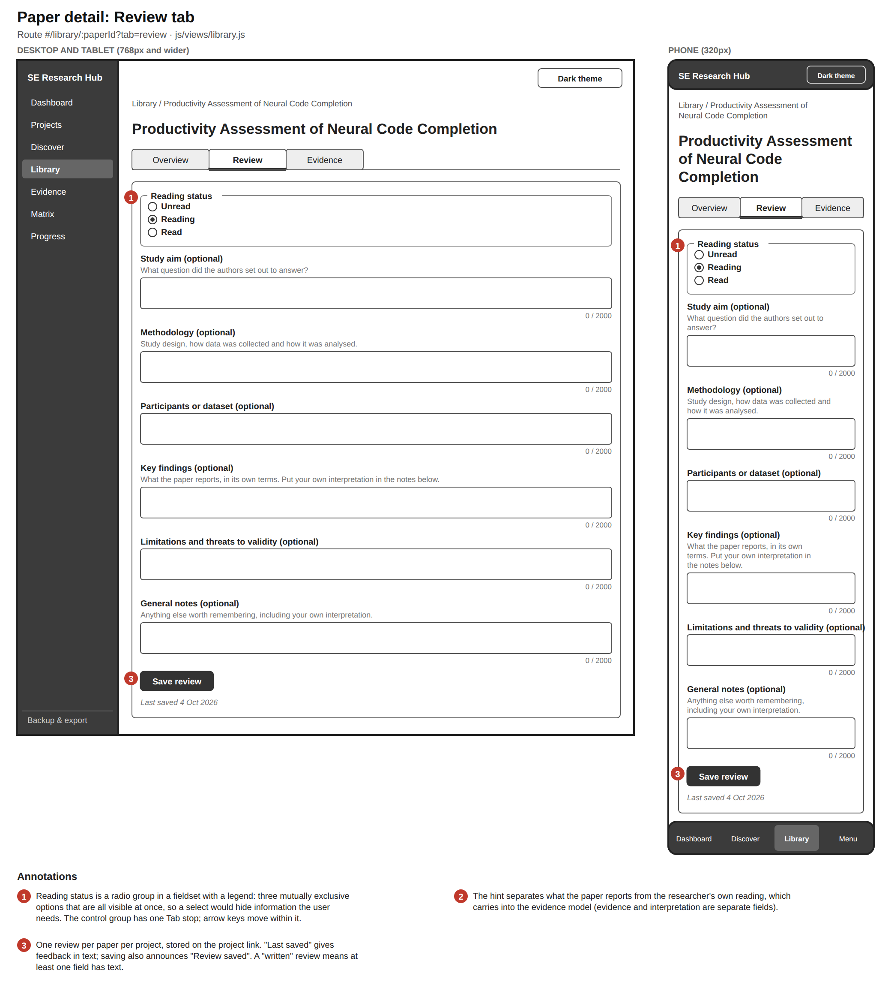 Paper detail: Review tab
Route #/library/:paperId?tab=review · js/views/library.js
DESKTOP AND TABLET (768px and wider)
SE Research Hub
Dashboard
Projects
Discover
Library
Evidence
Matrix
Progress
Backup & export
Dark theme
Library / Productivity Assessment of Neural Code Completion
Productivity Assessment of Neural Code Completion
Overview
Review
Evidence
1
Reading status
Unread
Reading
Read
Study aim (optional)
What question did the authors set out to answer?
0 / 2000
Methodology (optional)
Study design, how data was collected and how it was analysed.
0 / 2000
Participants or dataset (optional)
0 / 2000
Key findings (optional)
What the paper reports, in its own terms. Put your own interpretation in the notes below.
0 / 2000
Limitations and threats to validity (optional)
0 / 2000
General notes (optional)
Anything else worth remembering, including your own interpretation.
0 / 2000
3
Save review
Last saved 4 Oct 2026
PHONE (320px)
SE Research Hub
Dark theme
Library / Productivity Assessment of
Neural Code Completion
Productivity Assessment
of Neural Code
Completion
Overview
Review
Evidence
1
Reading status
Unread
Reading
Read
Study aim (optional)
What question did the authors set out to
answer?
0 / 2000
Methodology (optional)
Study design, how data was collected and
how it was analysed.
0 / 2000
Participants or dataset (optional)
0 / 2000
Key findings (optional)
What the paper reports, in its own
terms. Put your own interpretation in
the notes below.
0 / 2000
Limitations and threats to validity (optional)
0 / 2000
General notes (optional)
Anything else worth remembering,
including your own interpretation.
0 / 2000
3
Save review
Last saved 4 Oct 2026
Dashboard
Discover
Library
Menu
Annotations
1
Reading status is a radio group in a fieldset with a legend: three mutually exclusive
options that are all visible at once, so a select would hide information the user
needs. The control group has one Tab stop; arrow keys move within it.
2
The hint separates what the paper reports from the researcher's own reading, which
carries into the evidence model (evidence and interpretation are separate fields).
3
One review per paper per project, stored on the project link. "Last saved" gives
feedback in text; saving also announces "Review saved". A "written" review means at
least one field has text.